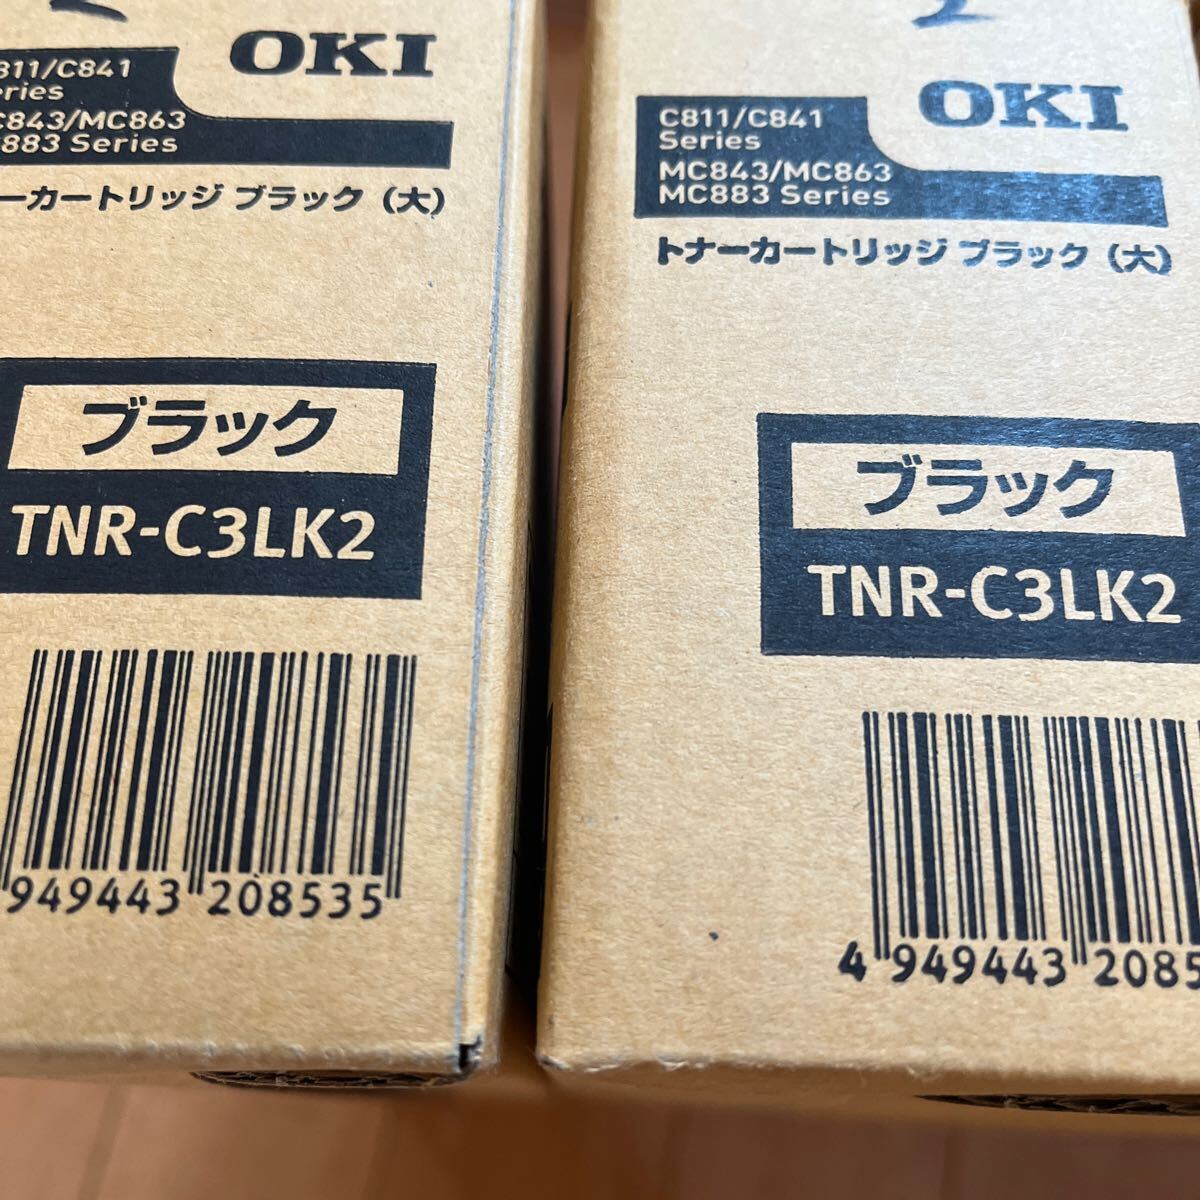 OKI
311/C841
eries
C843/MC863
883 Series
ーカートリッジ ブラック（大）
ブラック
TNR-C3LK2
949443 208535
OKI
C811/C841
Series
MC843/MC863
MC883 Series
トナーカートリッジ ブラック（大）
ブラック
TNR-C3LK2
4 949443 2085